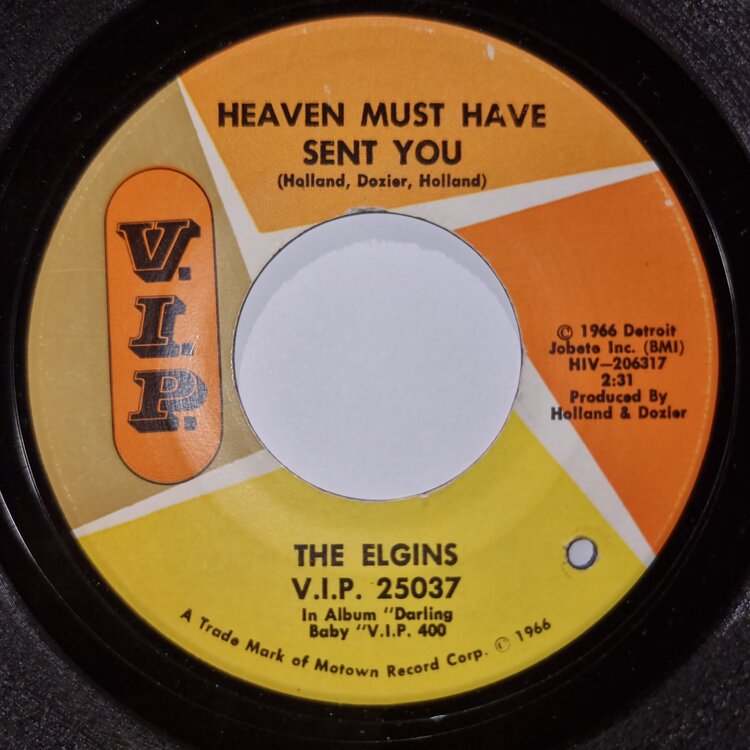 HEAVEN MUST HAVE
SENT YOU
(Holland, Dozier, Holland)
V.
I.
P.
© 1966 Detroit
Jobete Inc. (BMI)
HIV—206317
2:31
Produced By
Holland & Dozier
THE ELGINS
V.I.P. 25037
In Album "Darling
Baby "V.I.P. 400
A Trade Mark of Motown Record Corp. © 1966